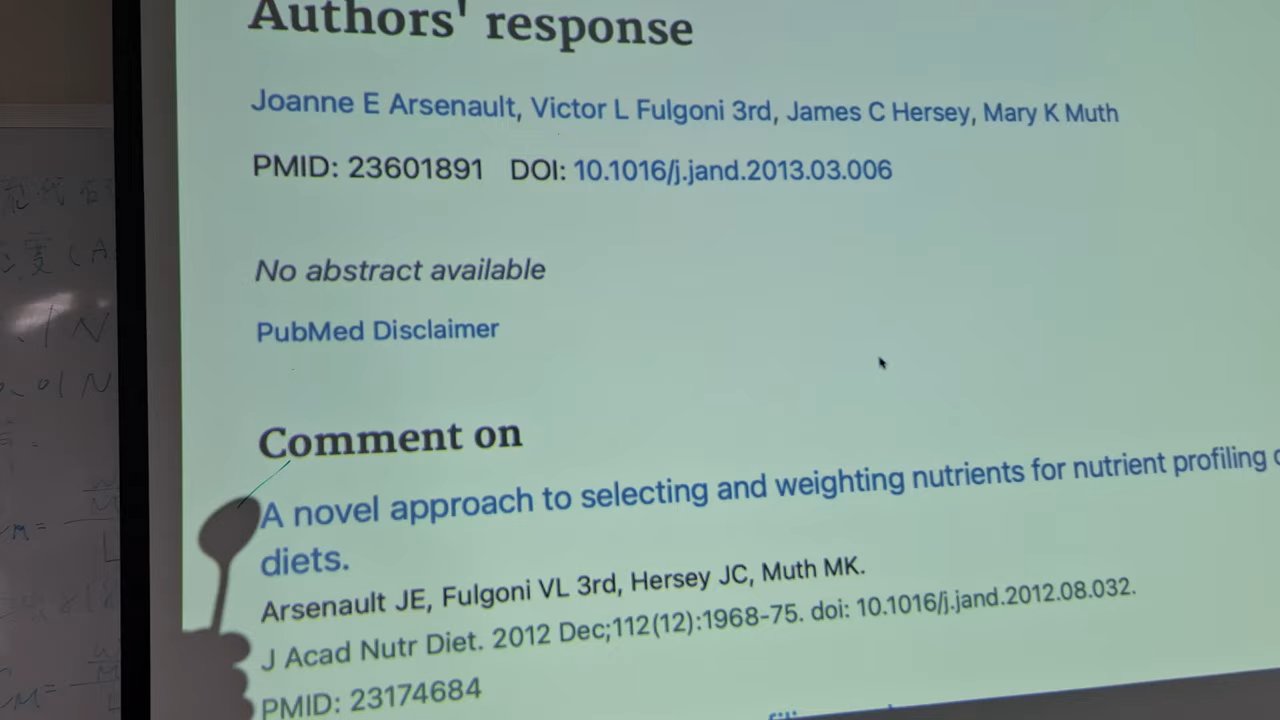 Authors' response
Joanne E Arsenault, Victor L Fulgoni 3rd, James C Hersey, Mary K Muth
PMID: 23601891 DOI: 10.1016/j.jand.2013.03.006
No abstract available
PubMed Disclaimer
Comment on
A novel approach to selecting and weighting nutrients for nutrient profiling
diets.
Arsenault JE, Fulgoni VL 3rd, Hersey JC, Muth MK.
J Acad Nutr Diet. 2012 Dec;112(12):1968-75. doi: 10.1016/j.jand.2012.08.032.
PMID: 23174684